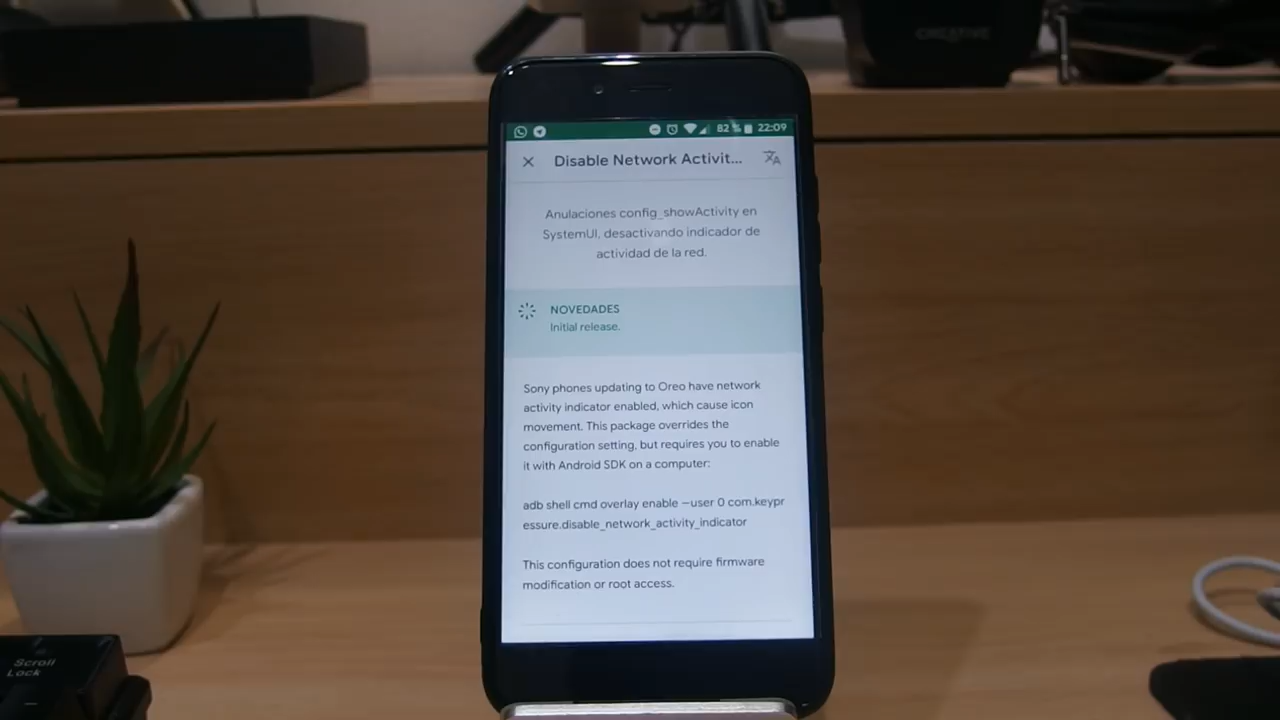 CREATIVE
82 % 22:09
Disable Network Activit...
Anulaciones config_showActivity en
SystemUI, desactivando indicador de
actividad de la red.
NOVEDADES
Initial release.
Sony phones updating to Oreo have network
activity indicator enabled, which cause icon
movement. This package overrides the
configuration setting, but requires you to enable
it with Android SDK on a computer:
adb shell cmd overlay enable –user 0 com.keypr
essure.disable_network_activity_indicator
This configuration does not require firmware
modification or root access.
Scroll
Lock